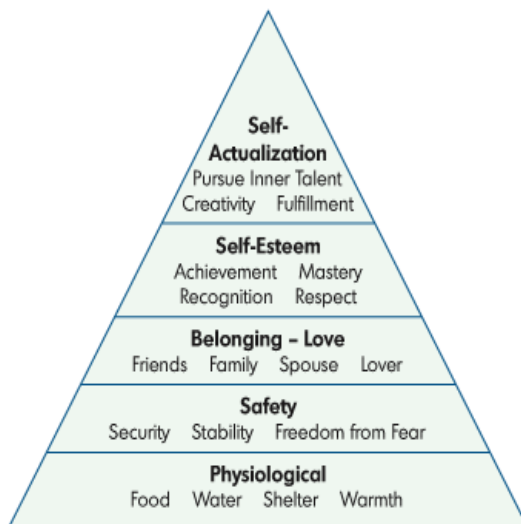 Self-
Actualization
Pursue Inner Talent
Creativity Fulfillment
Self-Esteem
Achievement Mastery
Recognition Respect
Belonging – Love
Friends Family Spouse Lover
Safety
Security Stability Freedom from Fear
Physiological
Food Water Shelter Warmth